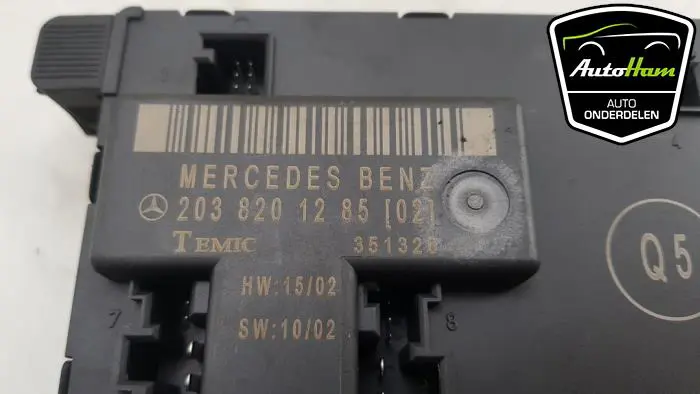 AutoHam
AUTO
ONDERDELEN
5
MERCEDES BENZ
203 820 12 85 [02]
TEMIC 351328
HW:15/02
SW:10/02
7
8
Q5